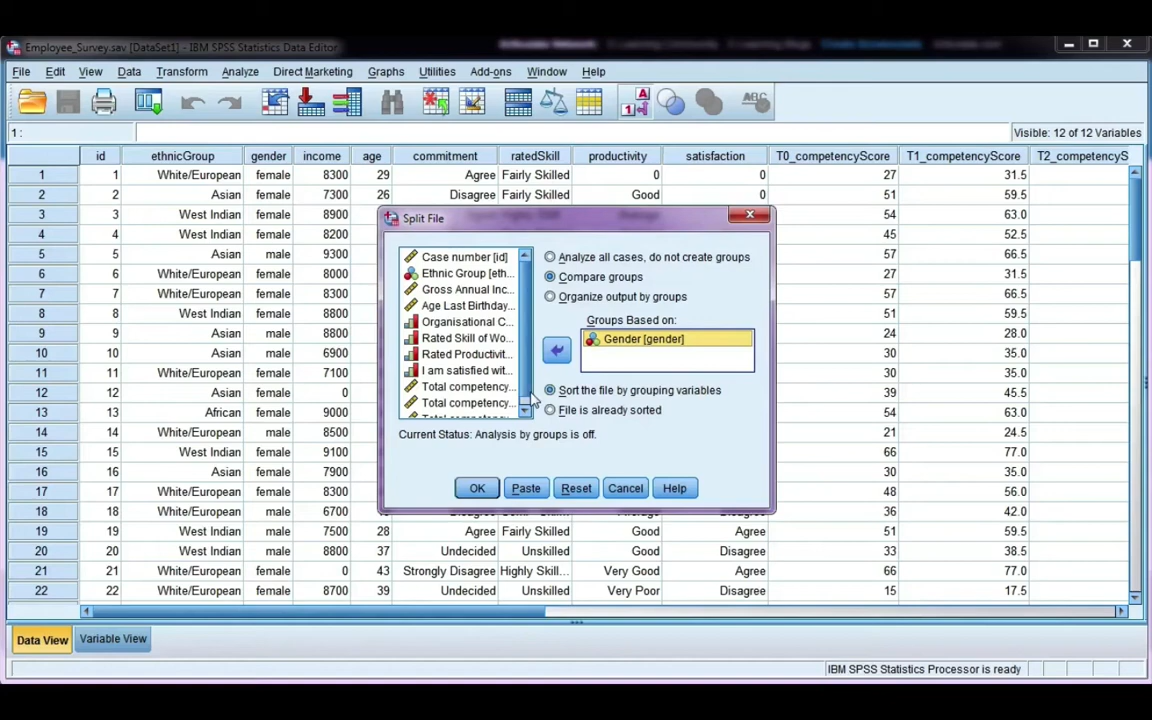 Employee_Survey.sav [DataSet1] - IBM SPSS Statistics Data Editor
File Edit View Data Transform Analyze Direct Marketing Graphs Utilities Add-ons Window Help
1 :
Visible: 12 of 12 Variables
id ethnicGroup gender income age commitment ratedSkill productivity satisfaction T0_competencyScore T1_competencyScore T2_competencyS
1 1 White/European female 8300 29 Agree Fairly Skilled 0 0 27 31.5
2 2 Asian female 7300 26 Disagree Fairly Skilled Good 0 51 59.5
3 3 West Indian female 8900 54 63.0
4 4 West Indian female 8200 45 52.5
5 5 Asian male 9300 57 66.5
6 6 White/European female 8000 27 31.5
7 7 White/European female 8300 57 66.5
8 8 White/European female 8800 51 59.5
9 9 Asian male 8800 24 28.0
10 10 Asian male 6900 30 35.0
11 11 White/European female 7100 30 35.0
12 12 Asian male 0 39 45.5
13 13 African female 9000 54 63.0
14 14 White/European male 8500 21 24.5
15 15 White/European female 9100 66 77.0
16 16 Asian female 7900 30 35.0
17 17 White/European female 8300 48 56.0
18 18 White/European male 6700 36 42.0
19 19 West Indian male 7500 28 Agree Fairly Skilled Good Agree 51 59.5
20 20 West Indian male 8800 37 Undecided Unskilled Good Disagree 33 38.5
21 21 White/European female 0 43 Strongly Disagree Highly Skill... Very Good Agree 66 77.0
22 22 White/European female 8700 39 Undecided Unskilled Very Poor Disagree 15 17.5
Split File
Case number [id]
Ethnic Group [eth...
Gross Annual Inc...
Age Last Birthday...
Organisational C...
Rated Skill of Wo...
Rated Productivit...
I am satisfied wit...
Total competency...
Total competency...
Analyze all cases, do not create groups
Compare groups
Organize output by groups
Groups Based on:
Gender [gender]
Sort the file by grouping variables
File is already sorted
Current Status: Analysis by groups is off.
OK Paste Reset Cancel Help
Data View Variable View
IBM SPSS Statistics Processor is ready